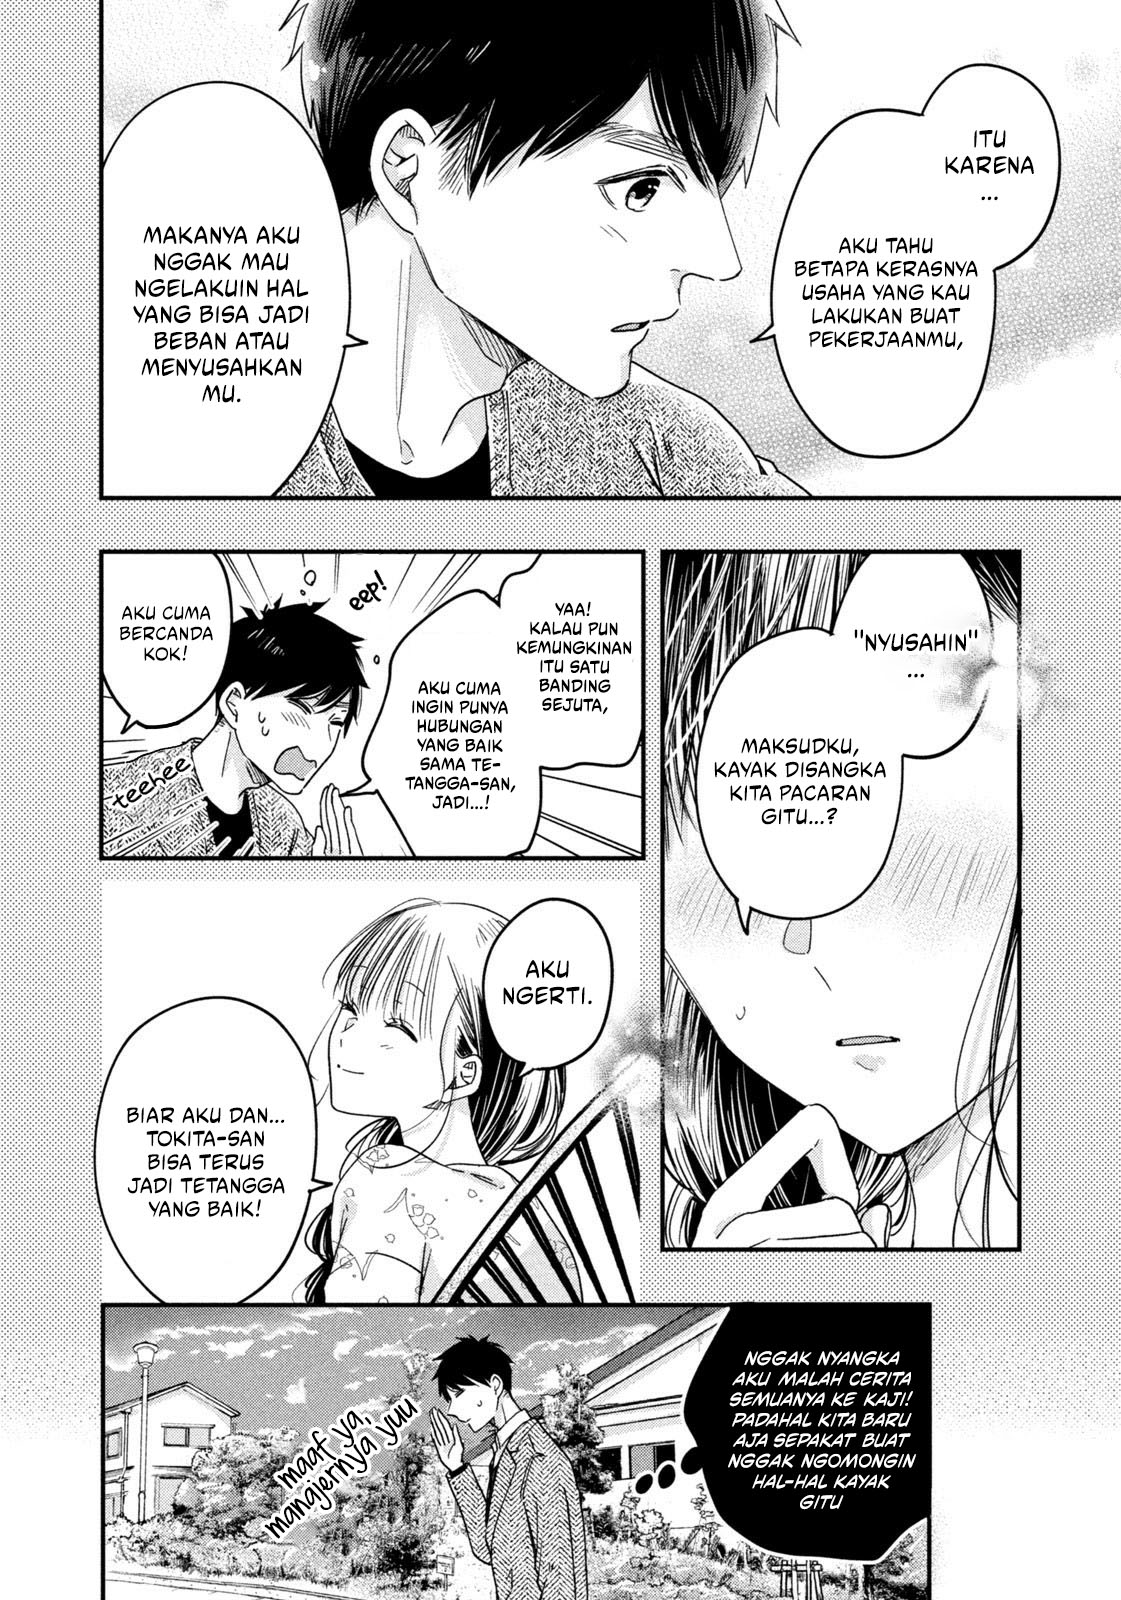 ITU
KARENA
...
AKU TAHU
BETAPA KERASNYA
USAHA YANG KAU
LAKUKAN BUAT
PEKERJAANMU,
MAKANYA AKU
NGGAK MAU
NGELAKUIN HAL
YANG BISA JADI
BEBAN ATAU
MENYUSAHKAN
MU.
"NYUSAHIN"
...
MAKSUDKU,
KAYAK DISANGKA
KITA PACARAN
GITU...?
YAA!
KALAU PUN
KEMUNGKINAN
ITU SATU
BANDING
SEJUTA,
AKU CUMA
INGIN PUNYA
HUBUNGAN
YANG BAIK
SAMA TE-
TANGGA-SAN,
JADI...!
eep!
AKU CUMA
BERCANDA
KOK!
teehee
AKU
NGERTI.
BIAR AKU DAN...
TOKITA-SAN
BISA TERUS
JADI TETANGGA
YANG BAIK!
NGGAK NYANGKA
AKU MALAH CERITA
SEMUANYA KE KAJI!
PADAHAL KITA BARU
AJA SEPAKAT BUAT
NGGAK NGOMONGIN
HAL-HAL KAYAK
GITU
maaf ya,
manajernya yuu